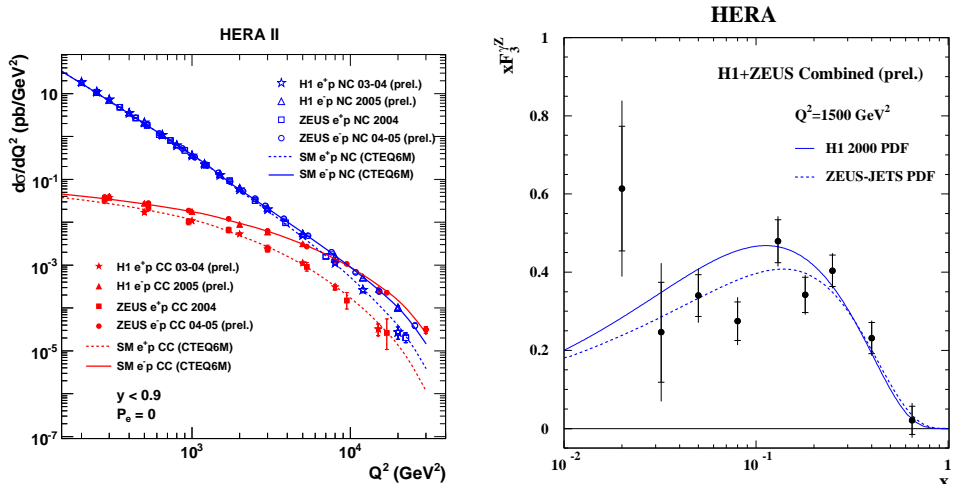 HERA II
dσ/dQ² (pb/GeV²)
10
10⁻¹
10⁻³
10⁻⁵
10⁻⁷
H1 e⁺p NC 03-04 (prel.)
H1 e⁻p NC 2005 (prel.)
ZEUS e⁺p NC 2004
ZEUS e⁻p NC 04-05 (prel.)
SM e⁺p NC (CTEQ6M)
SM e⁻p NC (CTEQ6M)
H1 e⁺p CC 03-04 (prel.)
H1 e⁻p CC 2005 (prel.)
ZEUS e⁺p CC 2004
ZEUS e⁻p CC 04-05 (prel.)
SM e⁺p CC (CTEQ6M)
SM e⁻p CC (CTEQ6M)
y < 0.9
Pₑ = 0
10³
10⁴
Q² (GeV²)
HERA
xF₃^γZ
1
0.8
0.6
0.4
0.2
0
H1+ZEUS Combined (prel.)
Q²=1500 GeV²
H1 2000 PDF
ZEUS-JETS PDF
10⁻²
10⁻¹
1
x